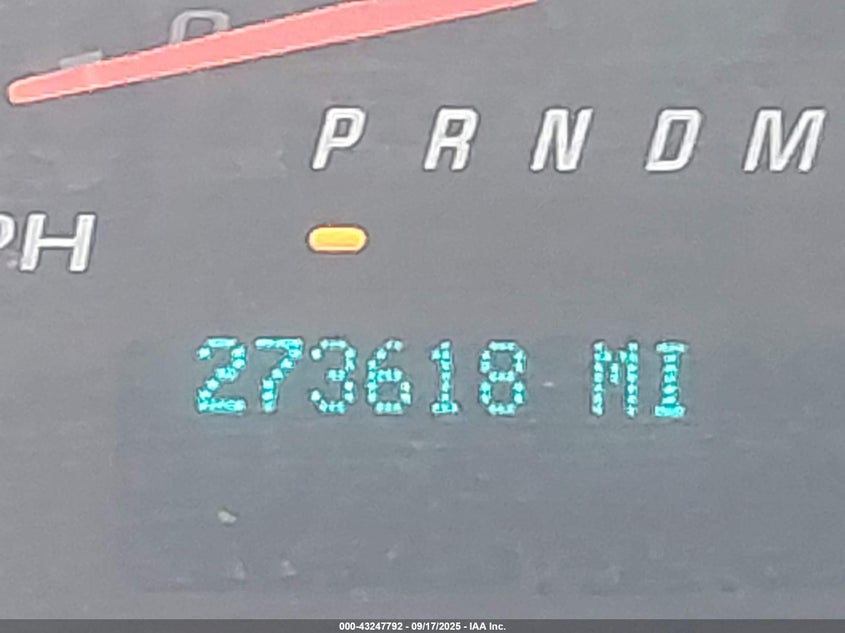 P R N D M
PH
273618 MI
000-43247792 - 09/17/2025 - IAA Inc.